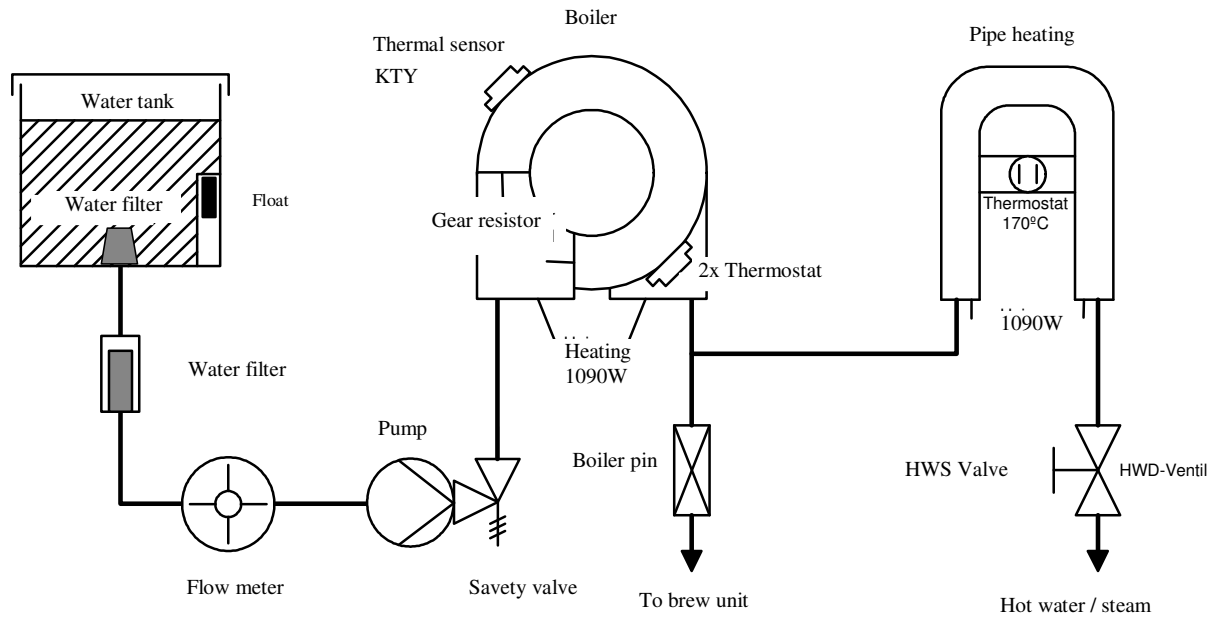 Boiler
Thermal sensor
KTY
Pipe heating
Water tank
Water filter
Float
Gear resistor
2x Thermostat
Thermostat
170ºC
1090W
Heating
1090W
Water filter
Pump
Boiler pin
HWS Valve
HWD-Ventil
Flow meter
Savety valve
To brew unit
Hot water / steam